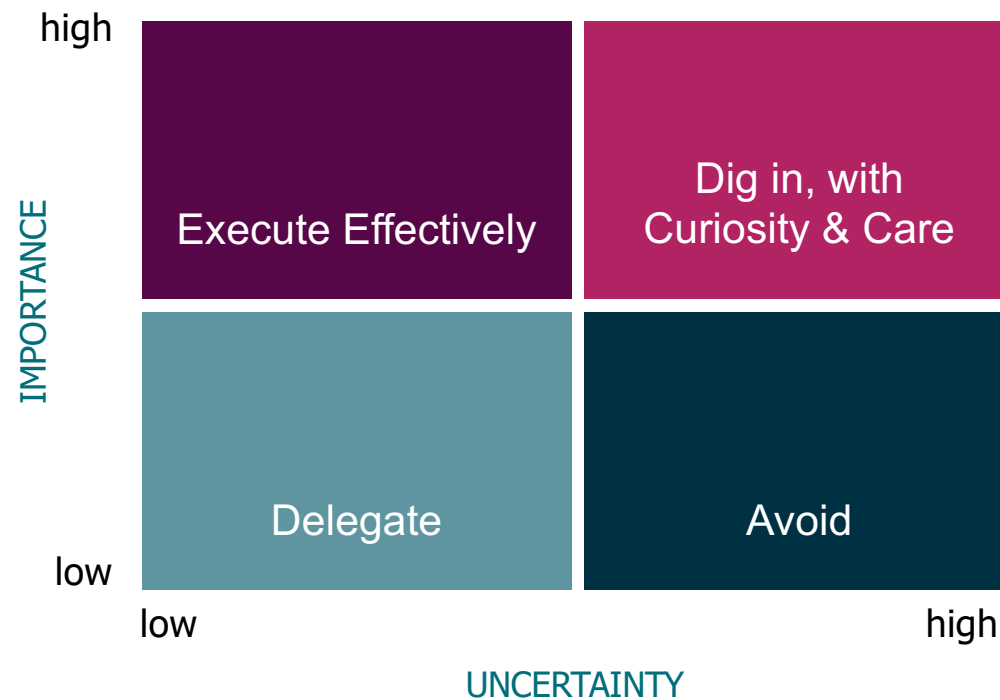 high
IMPORTANCE
Execute Effectively
Dig in, with
Curiosity & Care
Delegate
Avoid
low
low
high
UNCERTAINTY